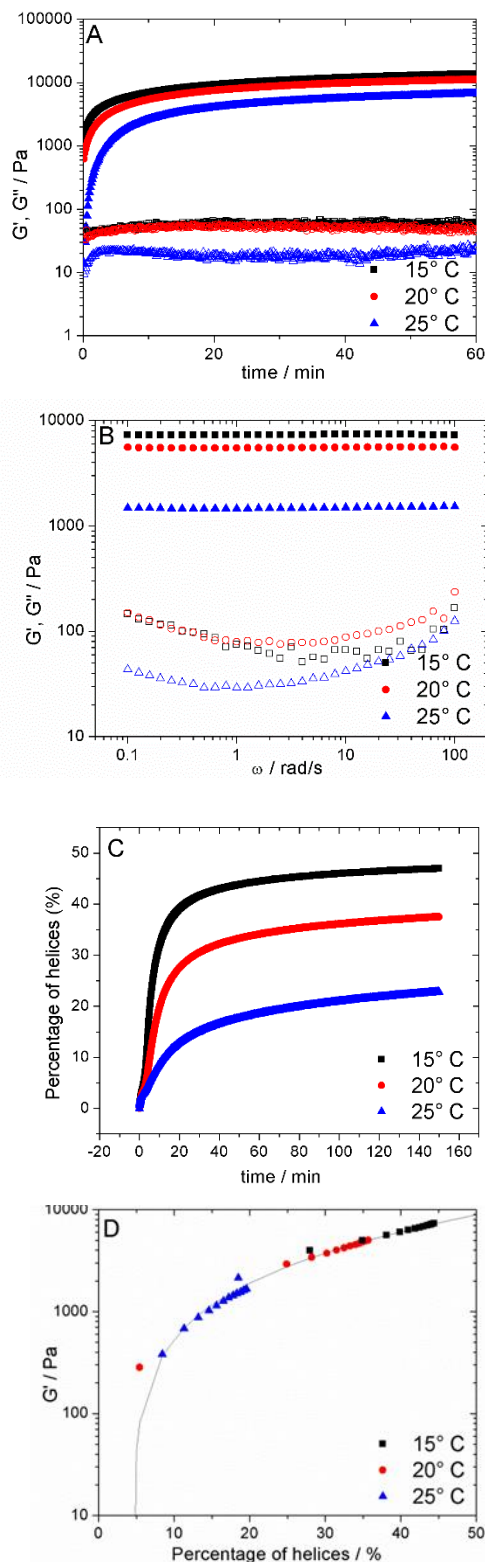 A
G', G'' / Pa
100000
10000
1000
100
10
1
15° C
20° C
25° C
0 20 40 60
time / min
B
G', G'' / Pa
10000
1000
100
10
15° C
20° C
25° C
0.1 1 10 100
ω / rad/s
C
Percentage of helices (%)
50
40
30
20
10
0
15° C
20° C
25° C
-20 0 20 40 60 80 100 120 140 160
time / min
D
G' / Pa
10000
1000
100
10
15° C
20° C
25° C
0 10 20 30 40 50
Percentage of helices / %